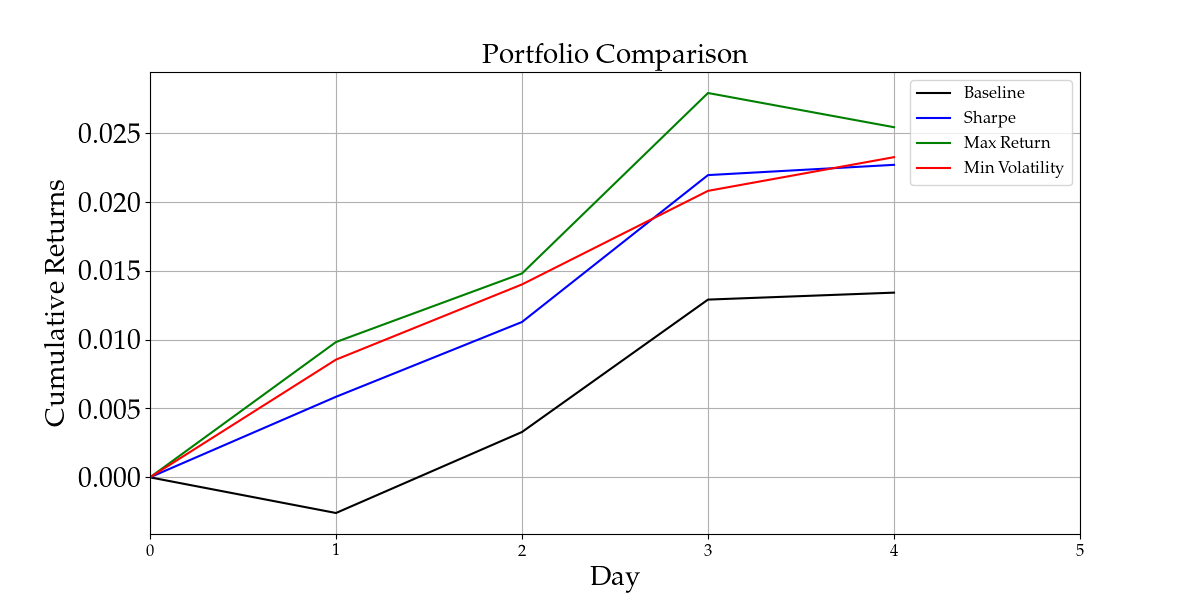 Portfolio Comparison
Baseline
Sharpe
Max Return
Min Volatility
Cumulative Returns
0.025
0.020
0.015
0.010
0.005
0.000
0 1 2 3 4 5
Day